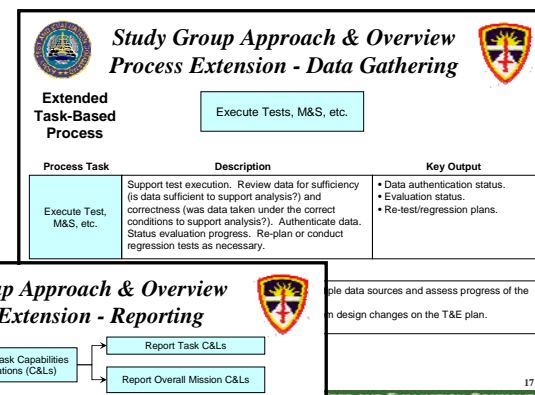 Study Group Approach & Overview
Process Extension - Data Gathering
Extended
Task-Based
Process
Execute Tests, M&S, etc.
Process Task
Description
Key Output
Execute Test,
M&S, etc.
Support test execution. Review data for sufficiency
(is data sufficient to support analysis?) and
correctness (was data taken under the correct
conditions to support analysis?). Authenticate data.
Status evaluation progress. Re-plan or conduct
regression tests as necessary.
• Data authentication status.
• Evaluation status.
• Re-test/regression plans.
ple data sources and assess progress of the
design changes on the T&E plan.
17
p Approach & Overview
Extension - Reporting
ask Capabilities
ations (C&Ls)
Report Task C&Ls
Report Overall Mission C&Ls